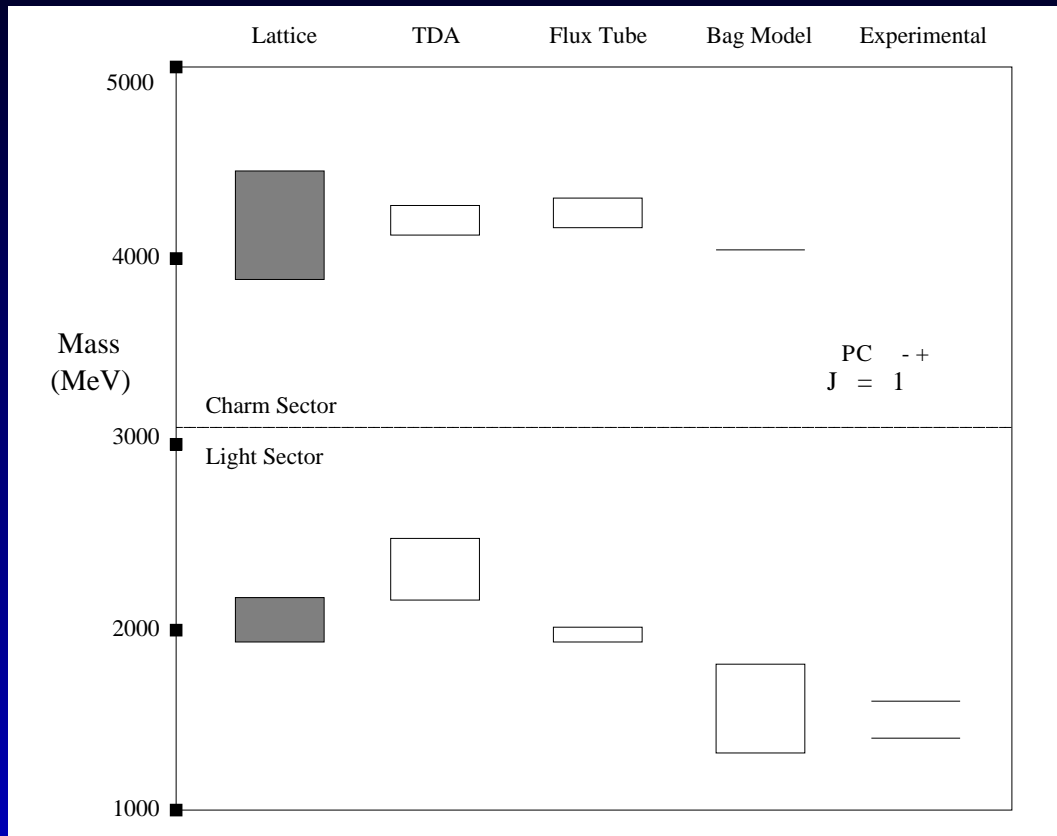 Lattice TDA Flux Tube Bag Model Experimental
5000
4000
Mass
(MeV)
PC - +
J = 1
Charm Sector
3000
Light Sector
2000
1000